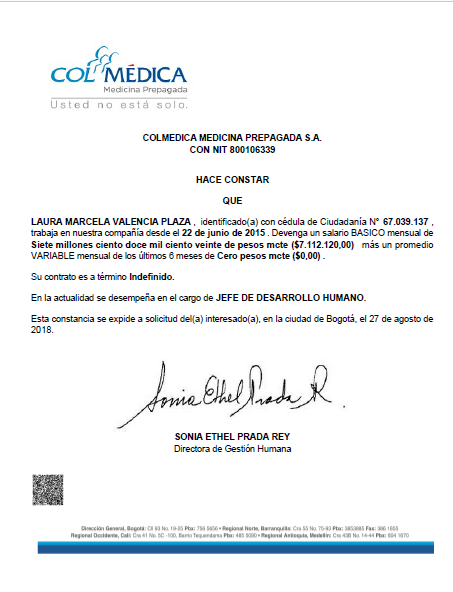 COLMÉDICA
Medicina Prepagada
Usted no está solo.
COLMEDICA MEDICINA PREPAGADA S.A.
CON NIT 800106339
HACE CONSTAR
QUE
LAURA MARCELA VALENCIA PLAZA , identificado(a) con cédula de Ciudadanía N° 67.039.137 ,
trabaja en nuestra compañía desde el 22 de junio de 2015 . Devenga un salario BASICO mensual de
Siete millones ciento doce mil ciento veinte de pesos mcte ($7.112.120,00) más un promedio
VARIABLE mensual de los últimos 6 meses de Cero pesos mcte ($0,00) .
Su contrato es a término Indefinido.
En la actualidad se desempeña en el cargo de JEFE DE DESARROLLO HUMANO.
Esta constancia se expide a solicitud del(a) interesado(a), en la ciudad de Bogotá, el 27 de agosto de
2018.
Sonia Ethel Prada R.
SONIA ETHEL PRADA REY
Directora de Gestión Humana
Dirección General, Bogotá: Cll 93 No. 19-25 Pbx: 756 5656 • Regional Norte, Barranquilla: Cra 55 No. 75-93 Pbx: 3853885 Fax: 386 1855
Regional Occidente, Cali: Cra 41 No. 5C -100, Barrio Tequendama Pbx: 485 5090 • Regional Antioquia, Medellín: Cra 43B No. 14-44 Pbx: 604 1670